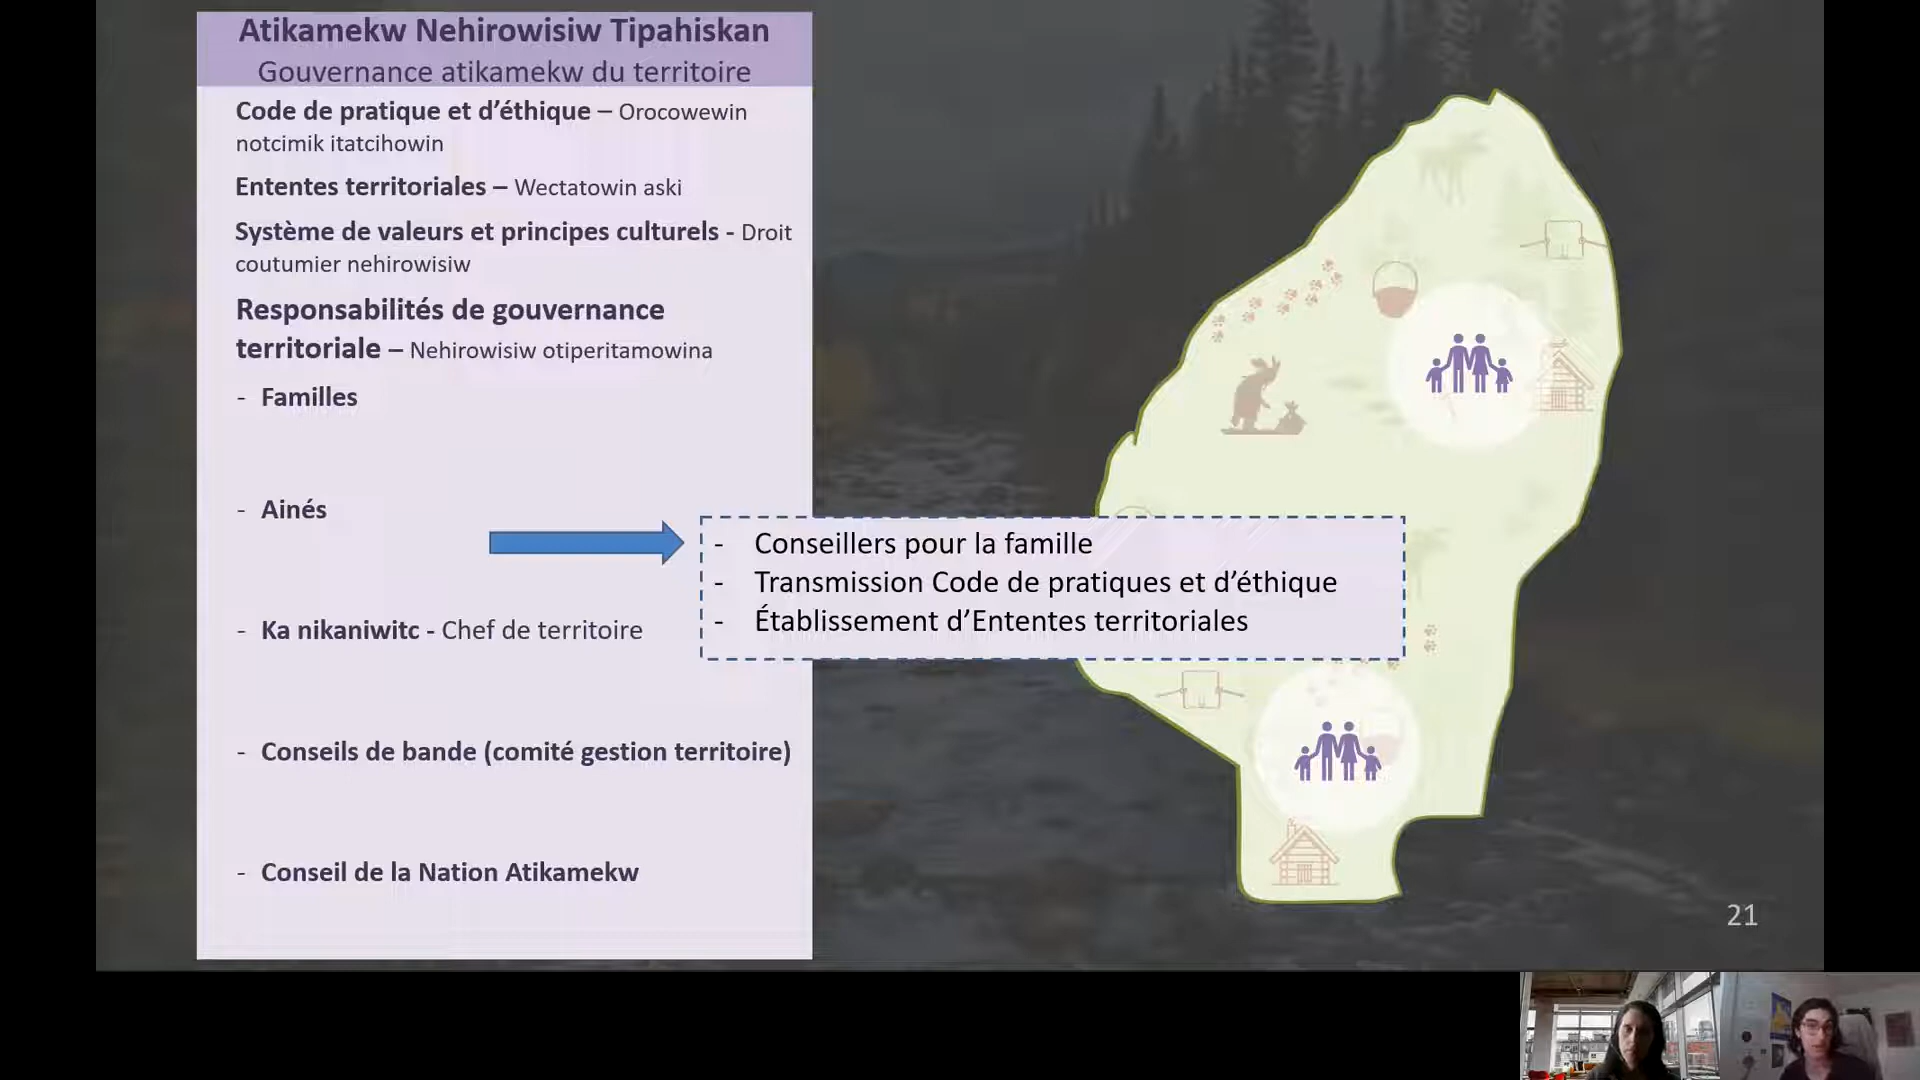 Atikamekw Nehirowisiw Tipahiskan
Gouvernance atikamekw du territoire
Code de pratique et d’éthique – Orocowewin
notcimik itatcihowin
Ententes territoriales – Wectatowin aski
Système de valeurs et principes culturels - Droit
coutumier nehirowisiw
Responsabilités de gouvernance
territoriale – Nehirowisiw otiperitamowina
- Familles
- Ainés
- Conseillers pour la famille
- Transmission Code de pratiques et d’éthique
- Établissement d’Ententes territoriales
- Ka nikaniwitc - Chef de territoire
- Conseils de bande (comité gestion territoire)
- Conseil de la Nation Atikamekw
21